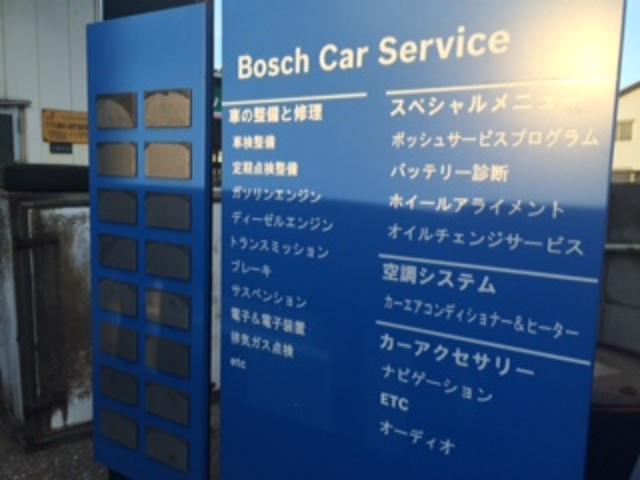 Bosch Car Service
車の整備と修理
車検整備
定期点検整備
ガソリンエンジン
ディーゼルエンジン
トランスミッション
ブレーキ
サスペンション
電子&電子装置
排気ガス点検
etc
スペシャルメニュー
ボッシュサービスプログラム
バッテリー診断
ホイールアライメント
オイルチェンジサービス
空調システム
カーエアコンディショナー&ヒーター
カーアクセサリー
ナビゲーション
ETC
オーディオ